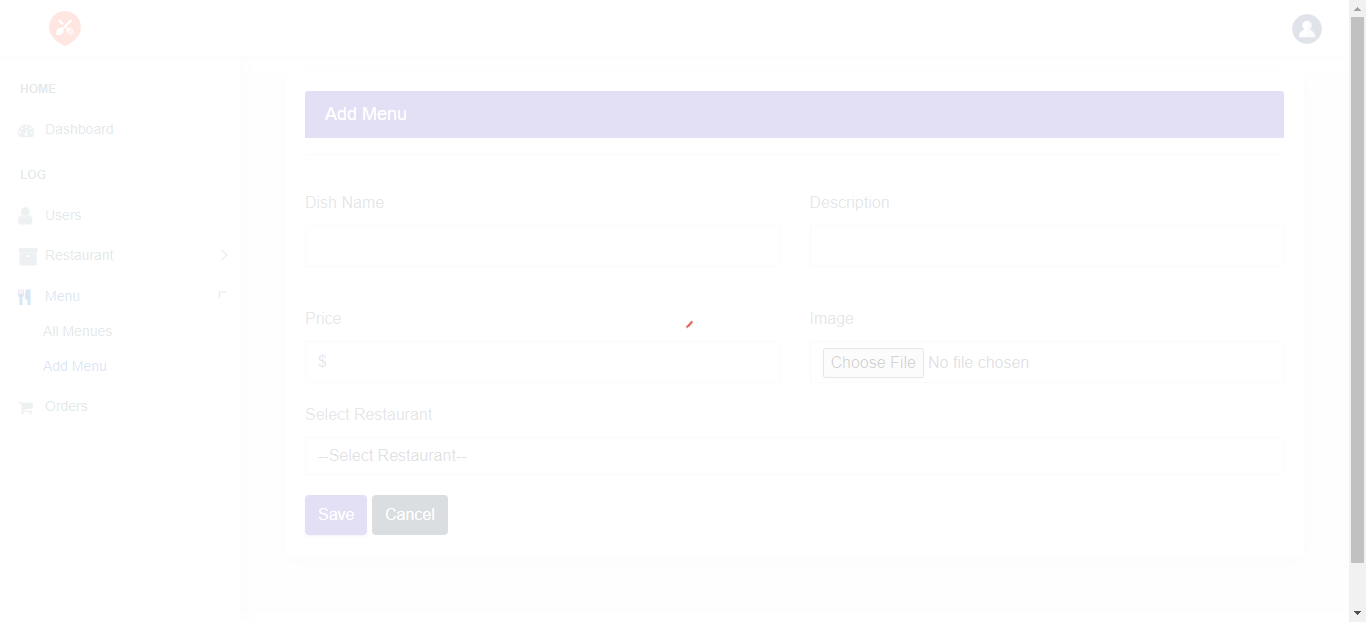 HOME
Dashboard
LOG
Users
Restaurant
Menu
All Menues
Add Menu
Orders
Add Menu
Dish Name
Description
Price
Image
$
Choose File No file chosen
Select Restaurant
--Select Restaurant--
Save
Cancel